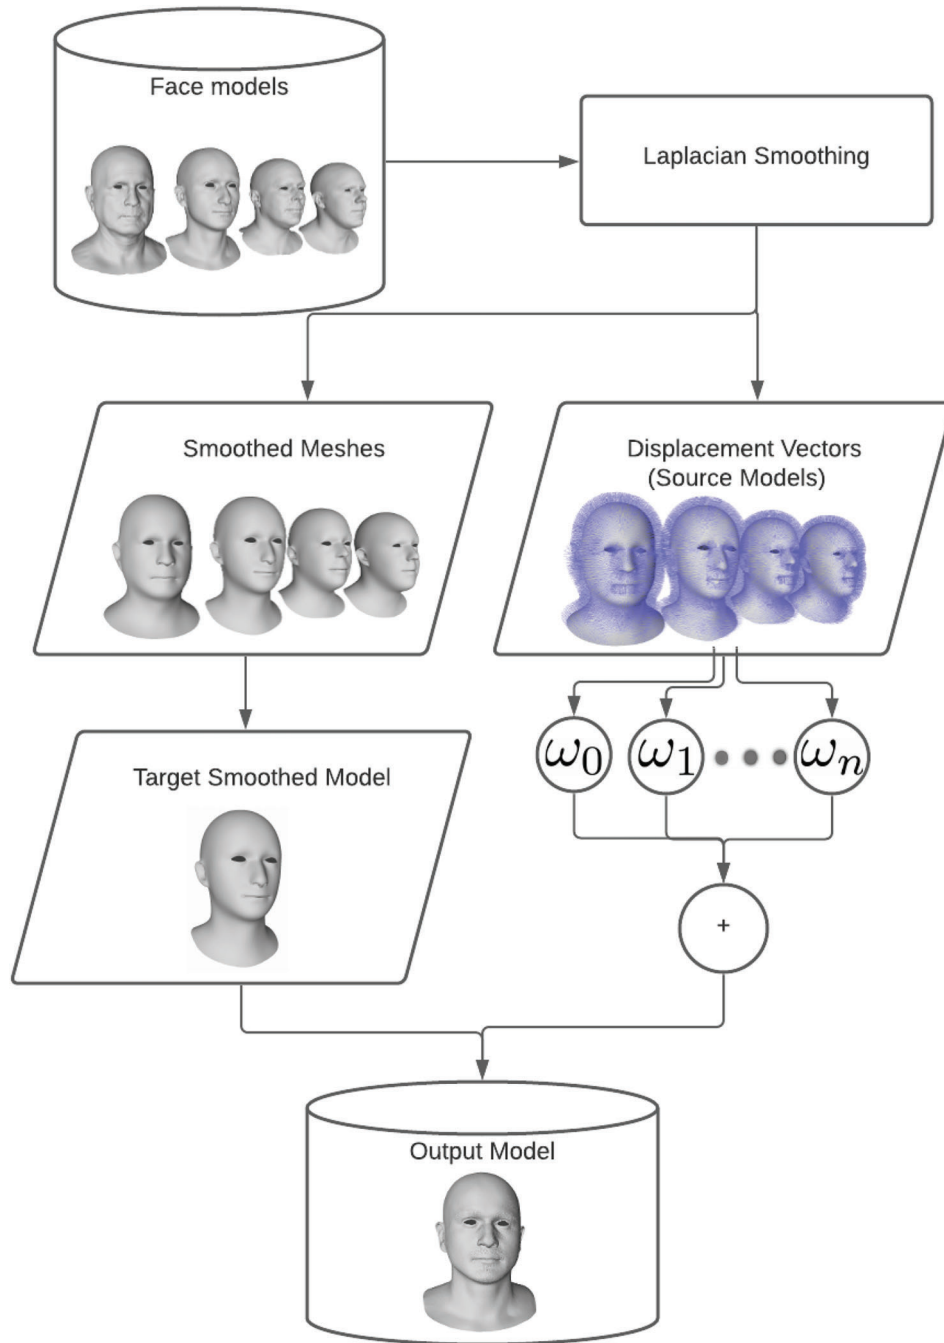 Face models
Laplacian Smoothing
Smoothed Meshes
Displacement Vectors
(Source Models)
ω0 ω1 ωn
Target Smoothed Model
+
Output Model